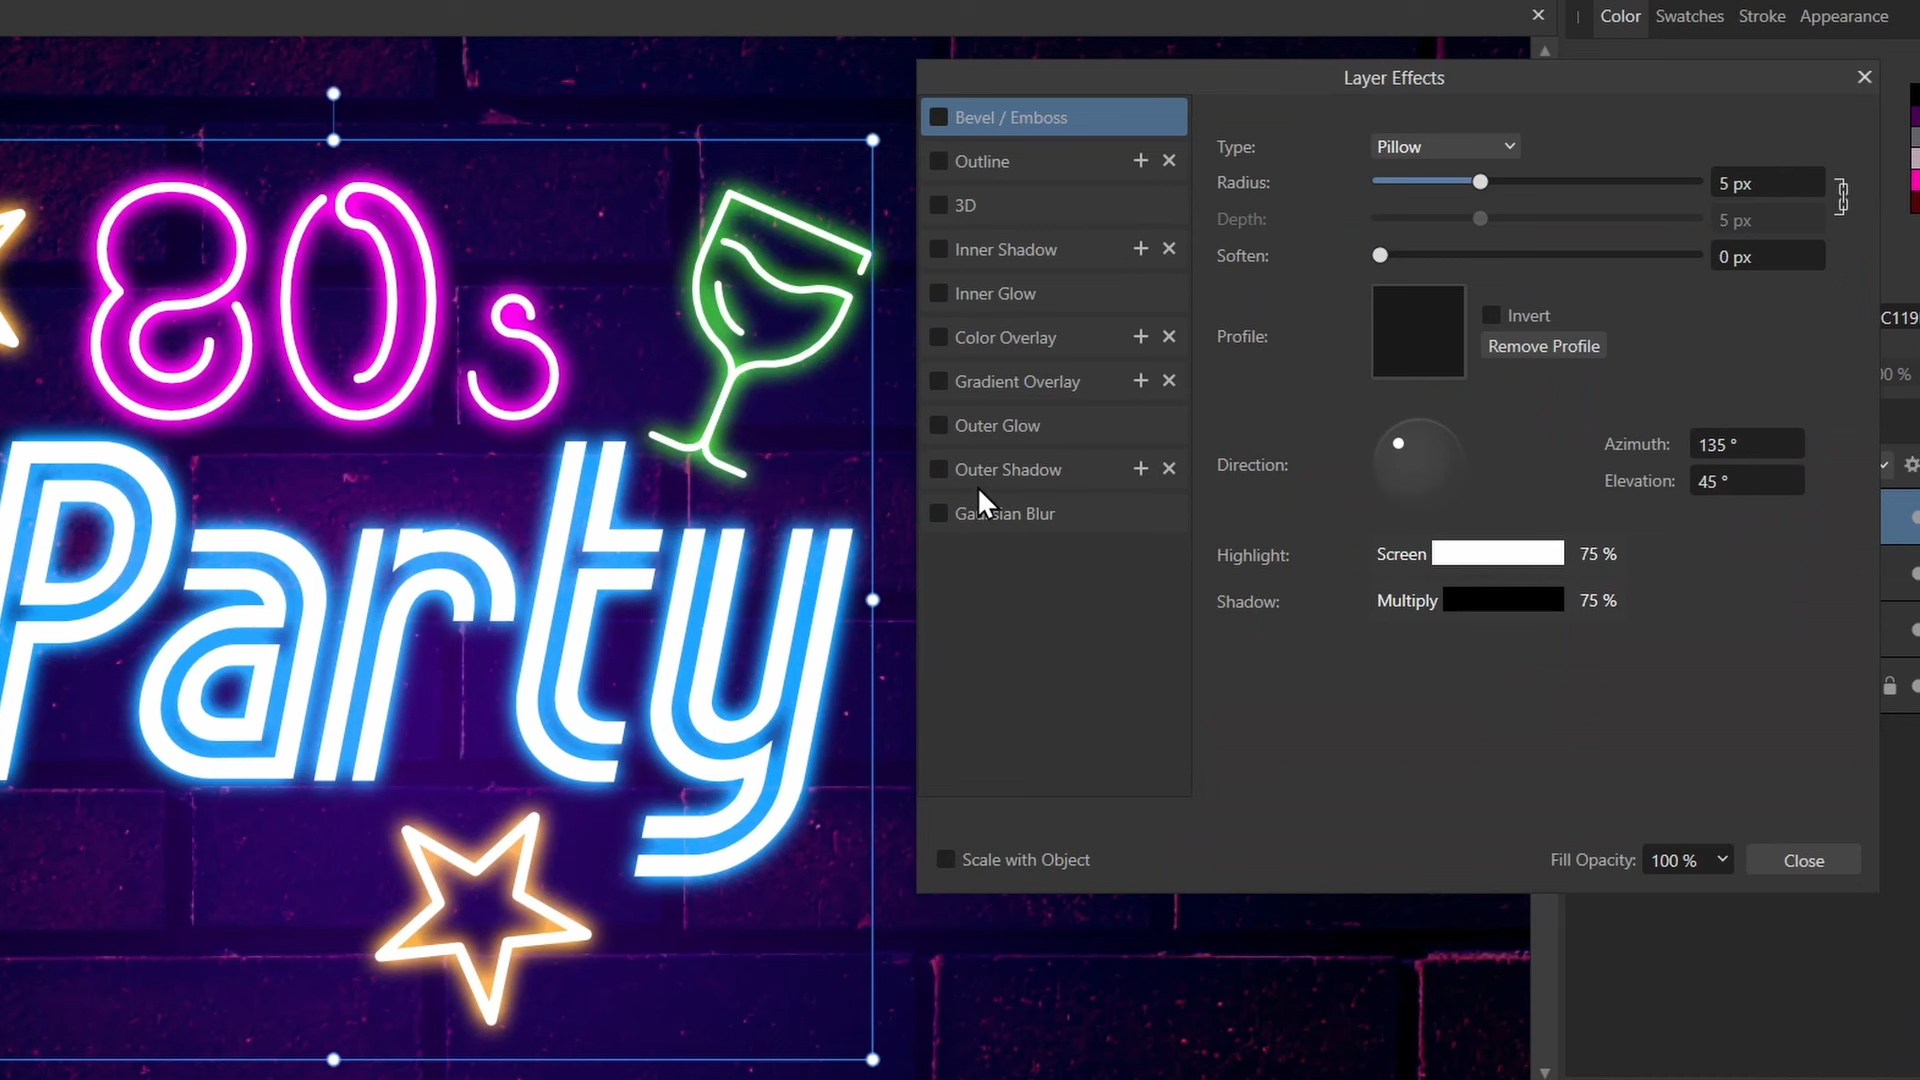 Color Swatches Stroke Appearance
Layer Effects
Bevel / Emboss
Outline
3D
Inner Shadow
Inner Glow
Color Overlay
Gradient Overlay
Outer Glow
Outer Shadow
Gaussian Blur
Type: Pillow
Radius: 5 px
Depth: 5 px
Soften: 0 px
Profile: Invert
Remove Profile
Direction: Azimuth: 135 °
Elevation: 45 °
Highlight: Screen 75 %
Shadow: Multiply 75 %
Scale with Object
Fill Opacity: 100 % Close
80s
Party